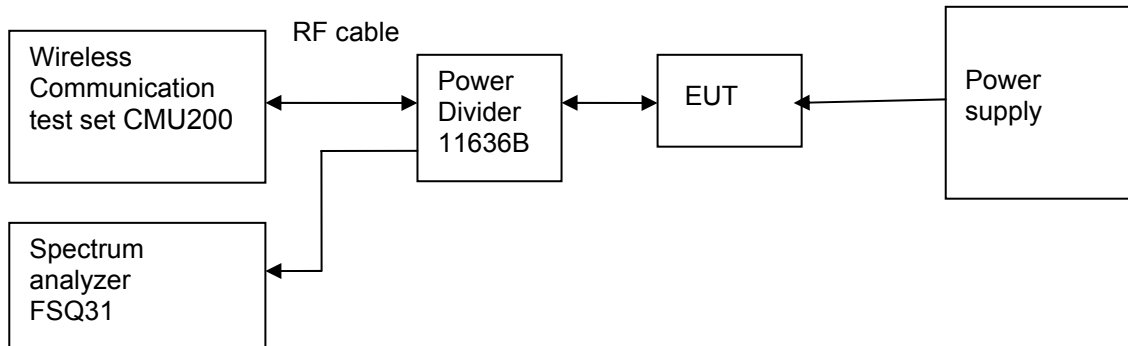 RF cable
Wireless
Communication
test set CMU200
Power
Divider
11636B
EUT
Power
supply
Spectrum
analyzer
FSQ31